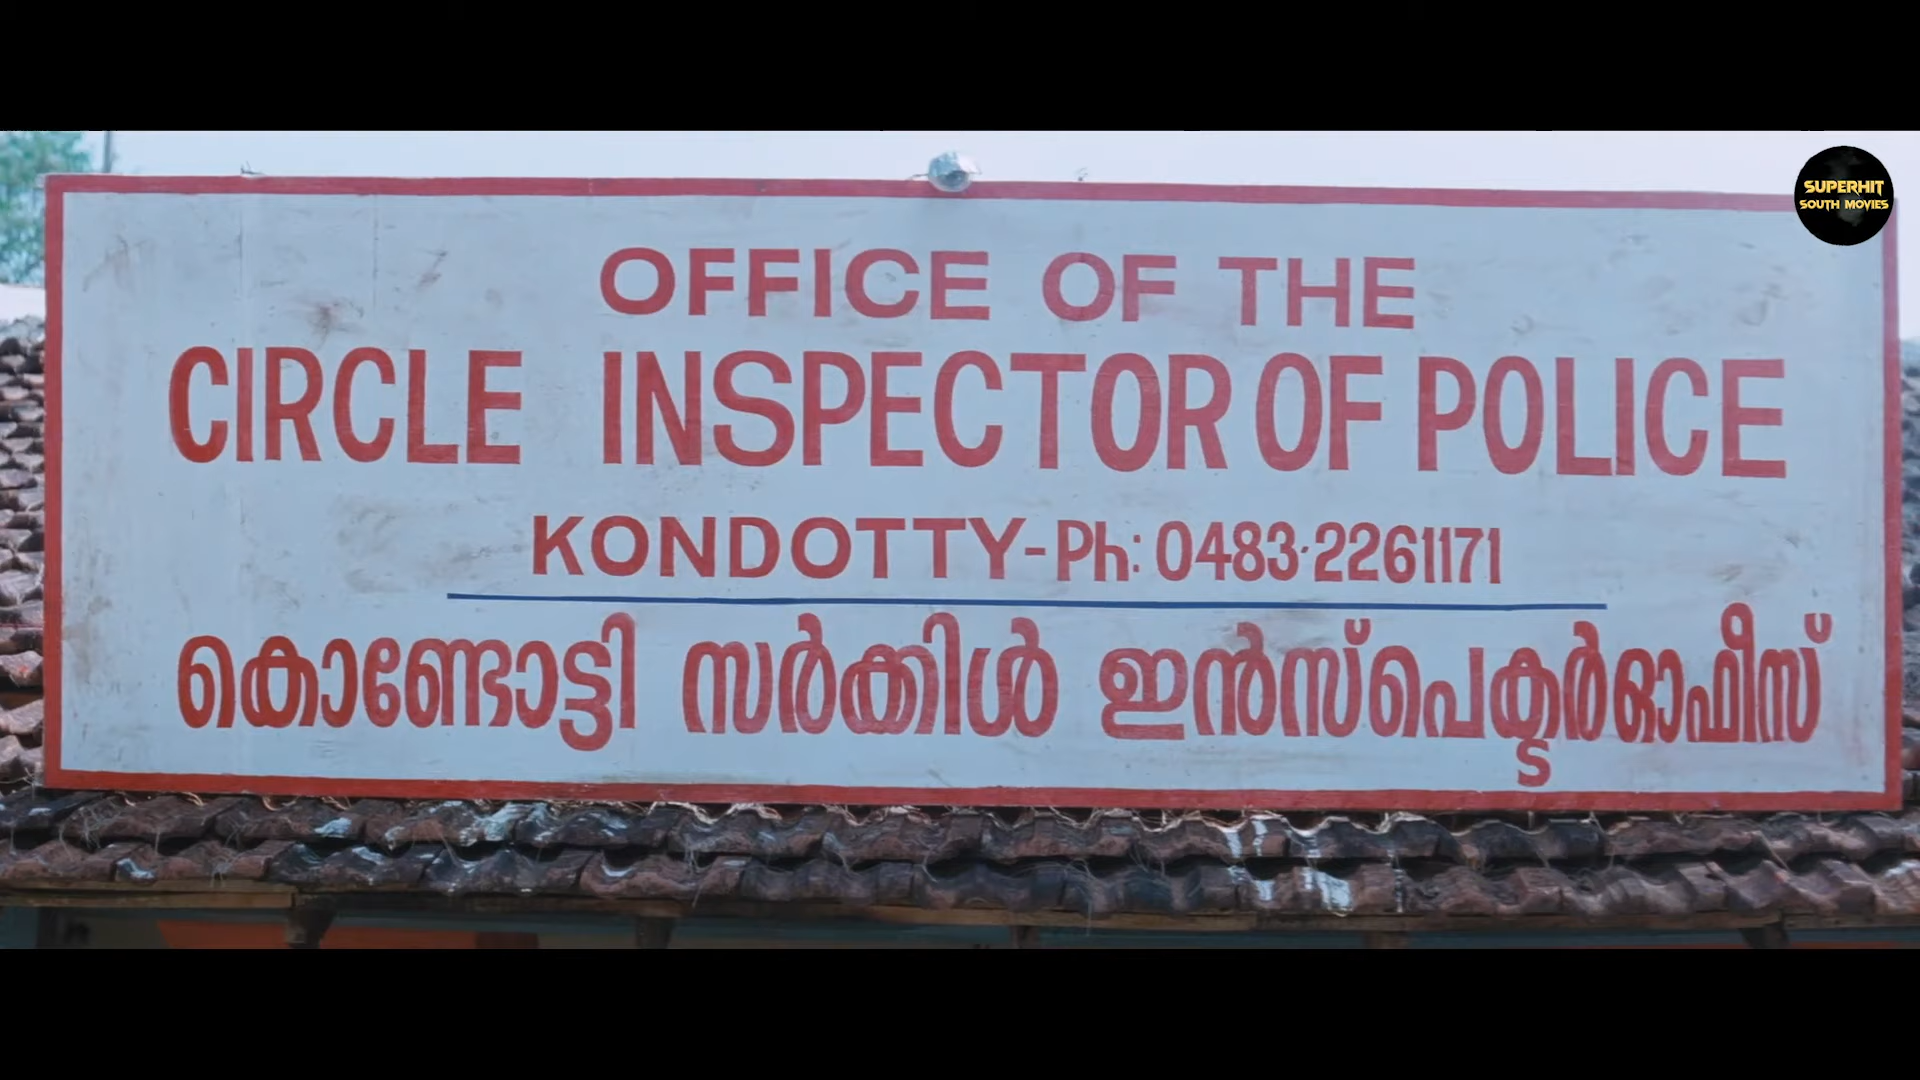 SUPERHIT
SOUTH MOVIES
OFFICE OF THE
CIRCLE INSPECTOR OF POLICE
KONDOTTY-Ph: 0483-2261171
കൊണ്ടോട്ടി സർക്കിൾ ഇൻസ്പെക്ടർഓഫീസ്